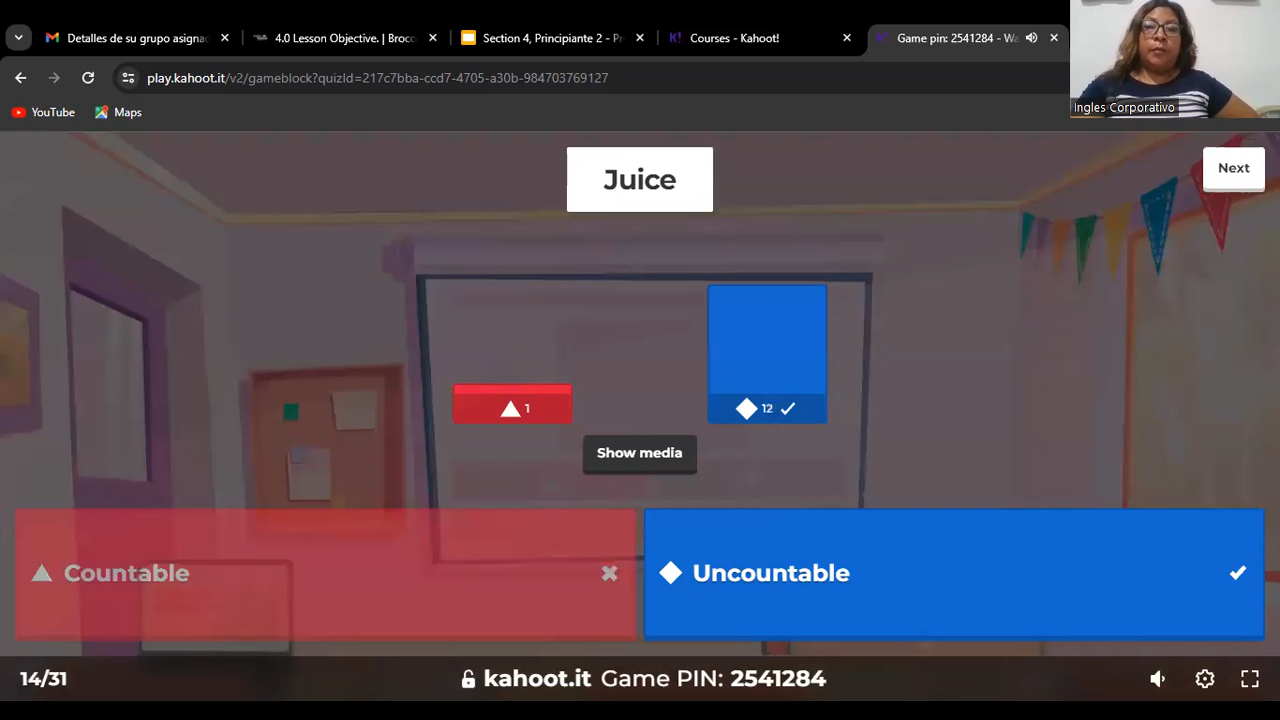 Detalles de su grupo asigna
4.0 Lesson Objective. | Brocc
Section 4, Principiante 2 - Pr
Courses - Kahoot!
Game pin: 2541284 - Wa
play.kahoot.it/v2/gameblock?quizId=217c7bba-ccd7-4705-a30b-984703769127
YouTube
Maps
Ingles Corporativo
Juice
Next
1
12
Show media
Countable
Uncountable
14/31
kahoot.it Game PIN: 2541284